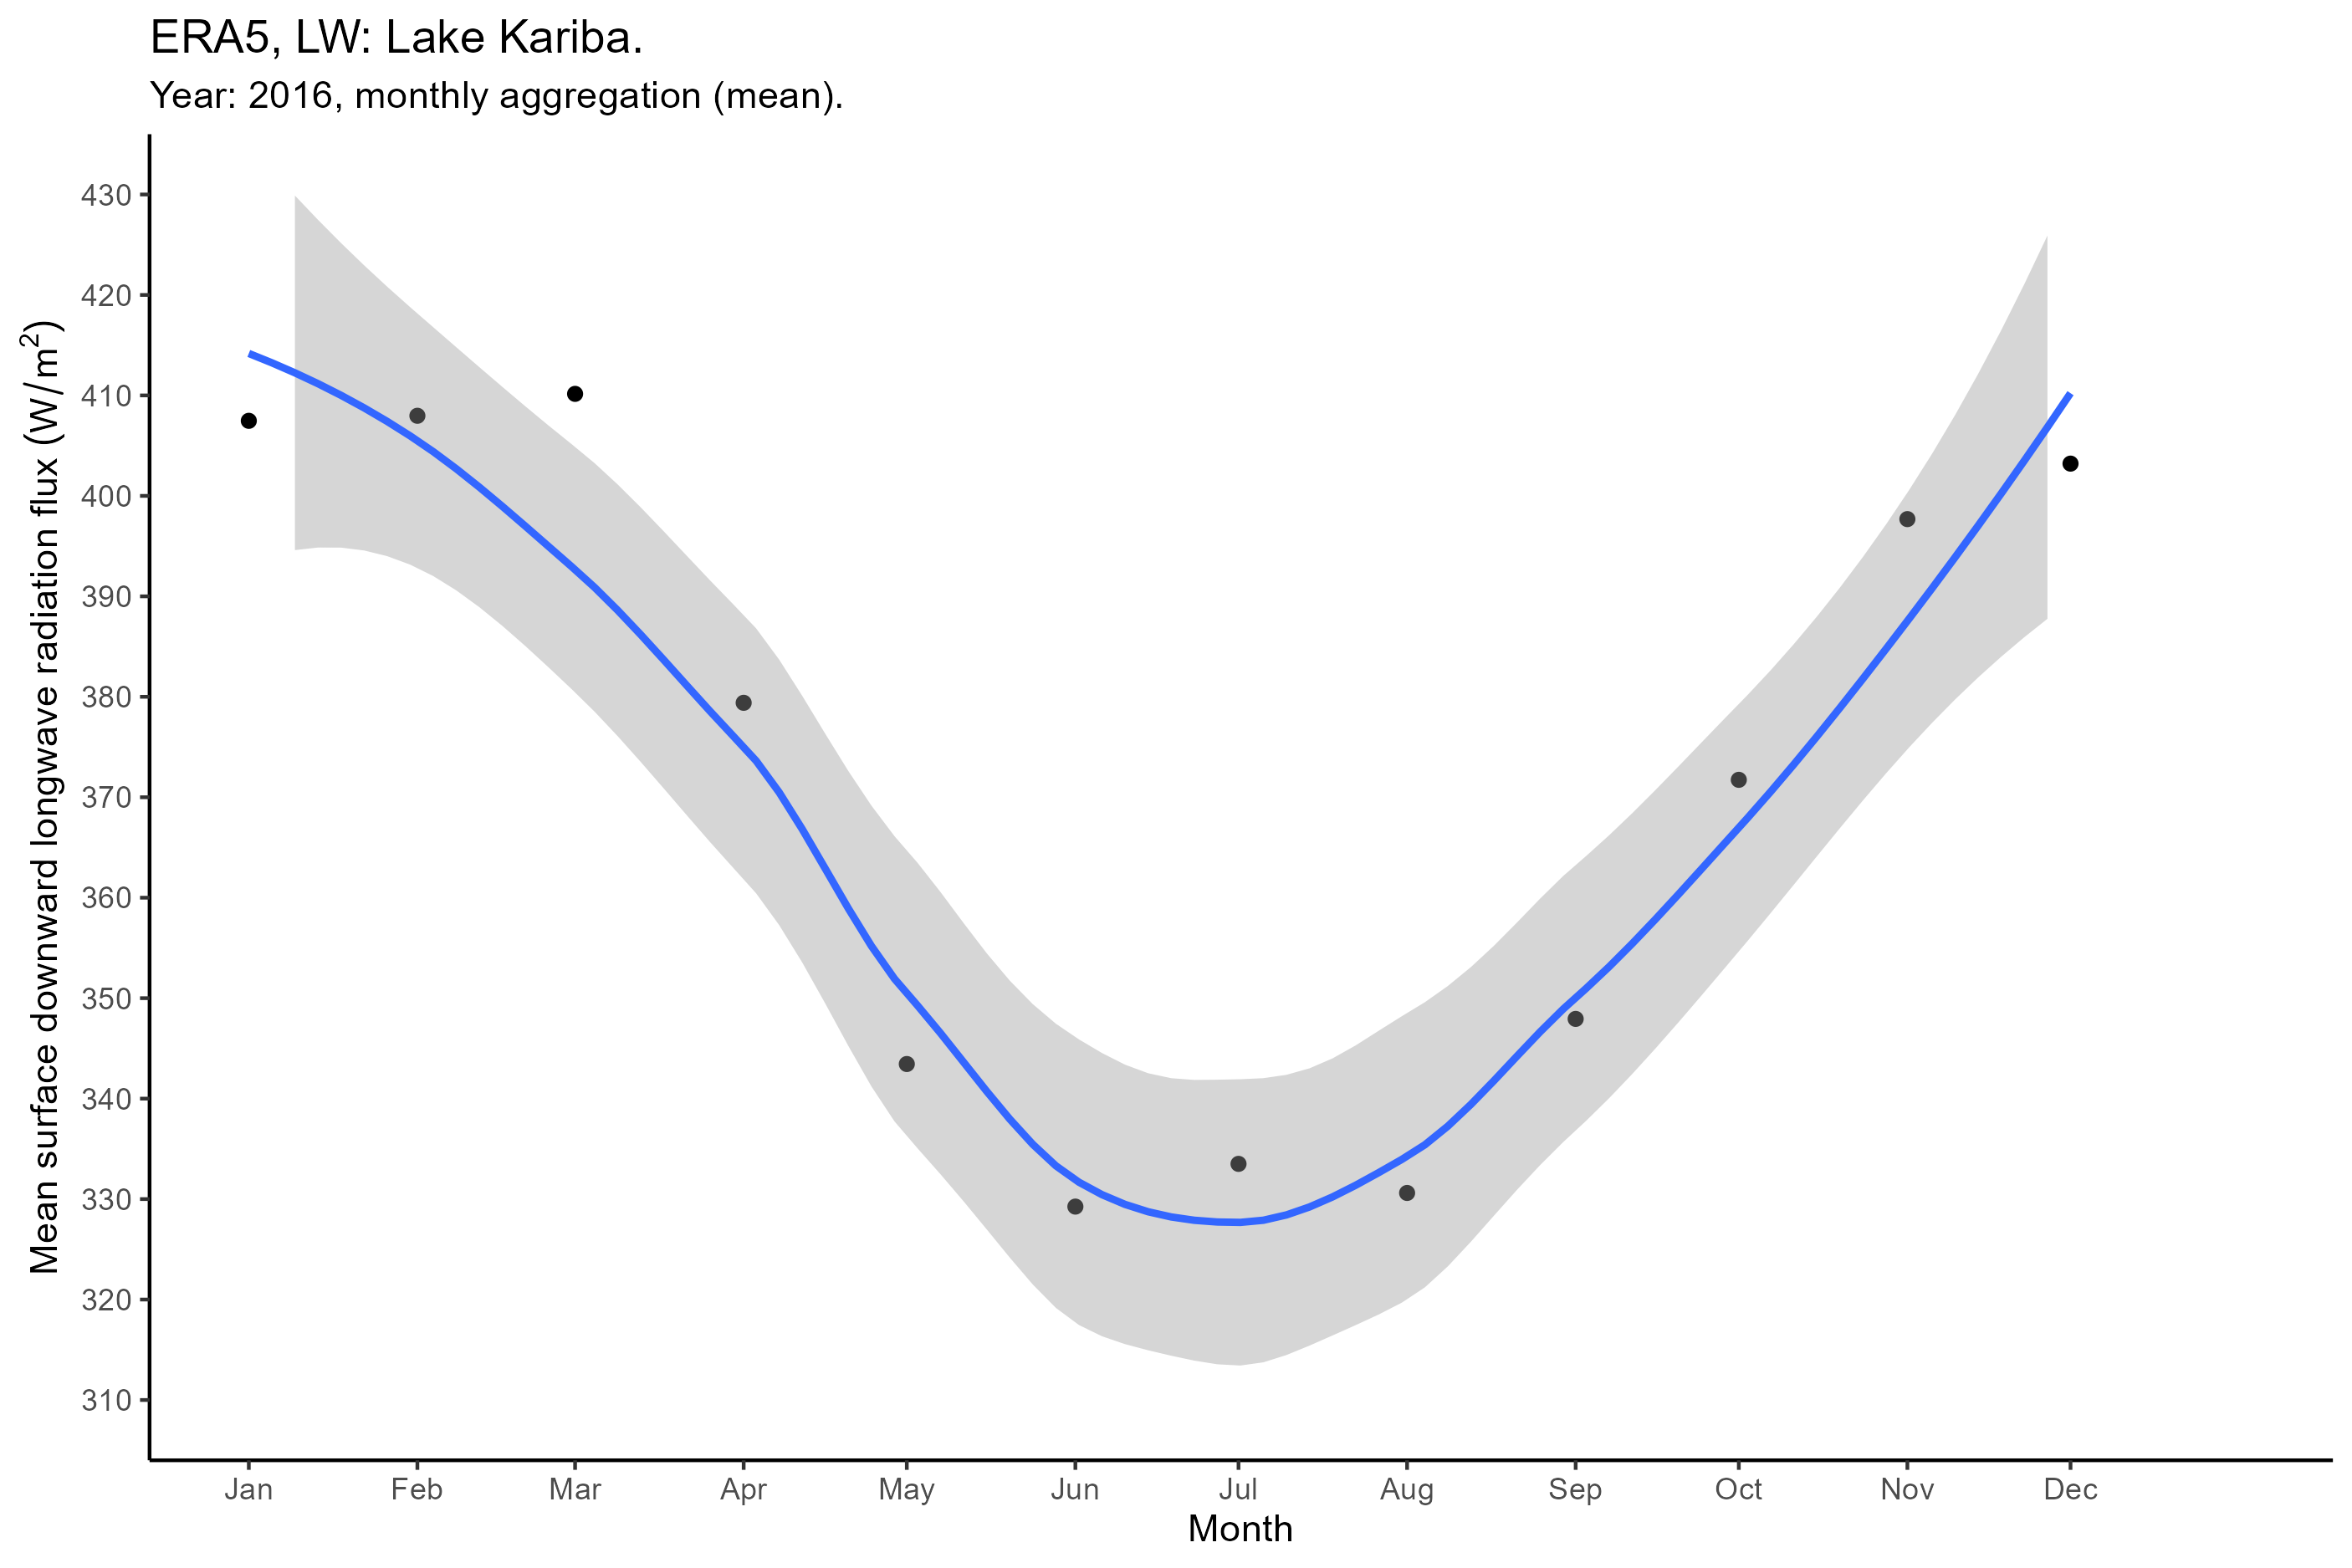 ERA5, LW: Lake Kariba.
Year: 2016, monthly aggregation (mean).
Mean surface downward longwave radiation flux (W/m²)
430
420
410
400
390
380
370
360
350
340
330
320
310
Jan Feb Mar Apr May Jun Jul Aug Sep Oct Nov Dec
Month